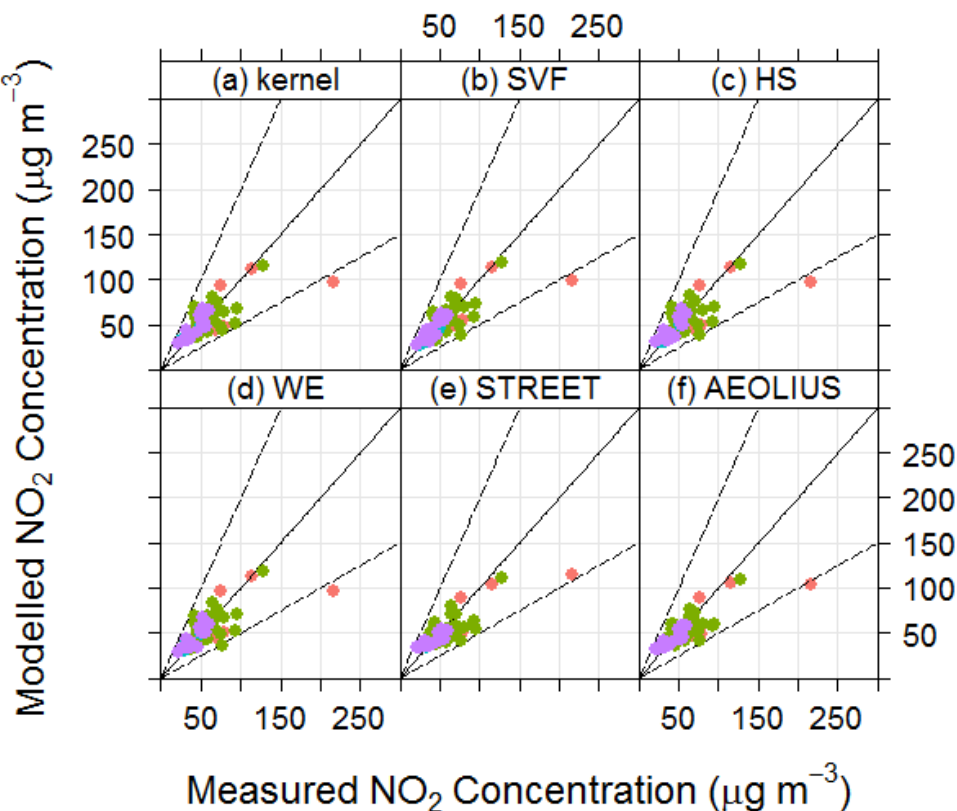 50 150 250
(a) kernel (b) SVF (c) HS
Modelled NO₂ Concentration (μg m⁻³)
250
200
150
100
50
(d) WE (e) STREET (f) AEOLIUS
250
200
150
100
50
50 150 250 50 150 250
Measured NO₂ Concentration (μg m⁻³)